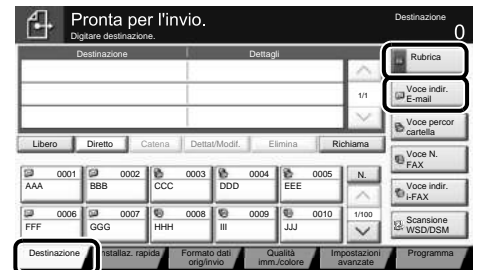 Pronta per l'invio.
Digitare destinazione.
Destinazione
0
Destinazione Dettagli
1/1
Libero Diretto Catena Dettat/Modif. Elimina Richiama
0001 0002 0003 0004 0005
AAA BBB CCC DDD EEE
0006 0007 0008 0009 0010
FFF GGG HHH III JJJ
N.
1/100
Rubrica
Voce indir.
E-mail
Voce percor
cartella
Voce N.
FAX
Voce indir.
i-FAX
Scansione
WSD/DSM
Destinazione
Installaz. rapida
Formato dati
orig/invio
Qualità
imm./colore
Impostazioni
avanzate
Programma